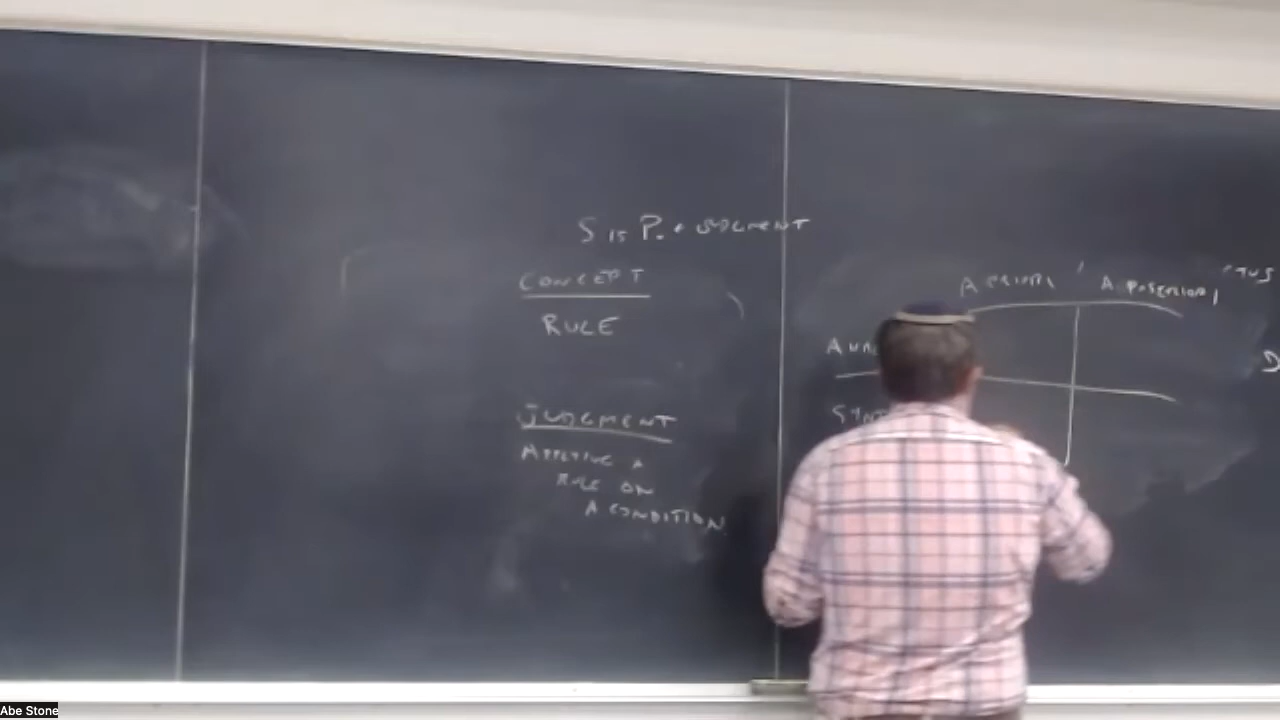 S IS P. JUDGMENT
CONCEPT
RULE
JUDGMENT
APPLYING A
RULE ON
A CONDITION
A PRIORI A POSTERIORI
Abe Stone